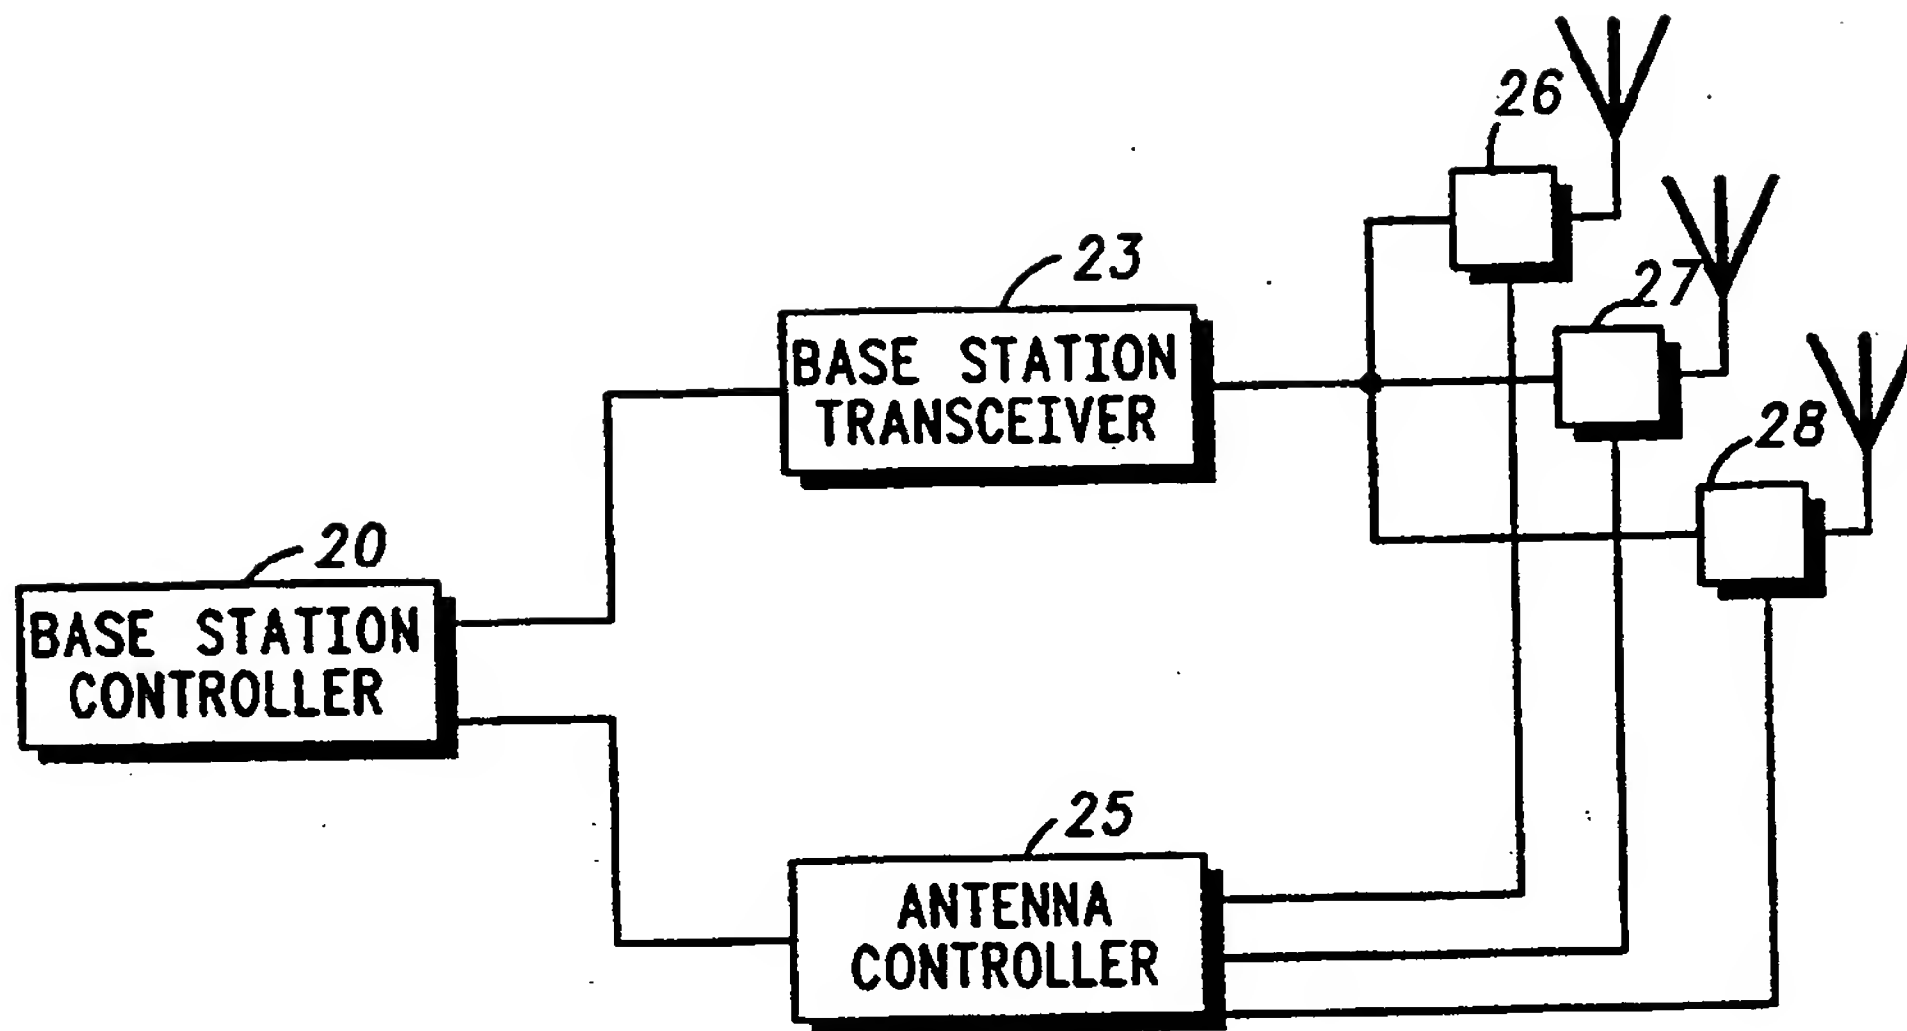 26
23
27
BASE STATION
TRANSCEIVER
28
20
BASE STATION
CONTROLLER
25
ANTENNA
CONTROLLER